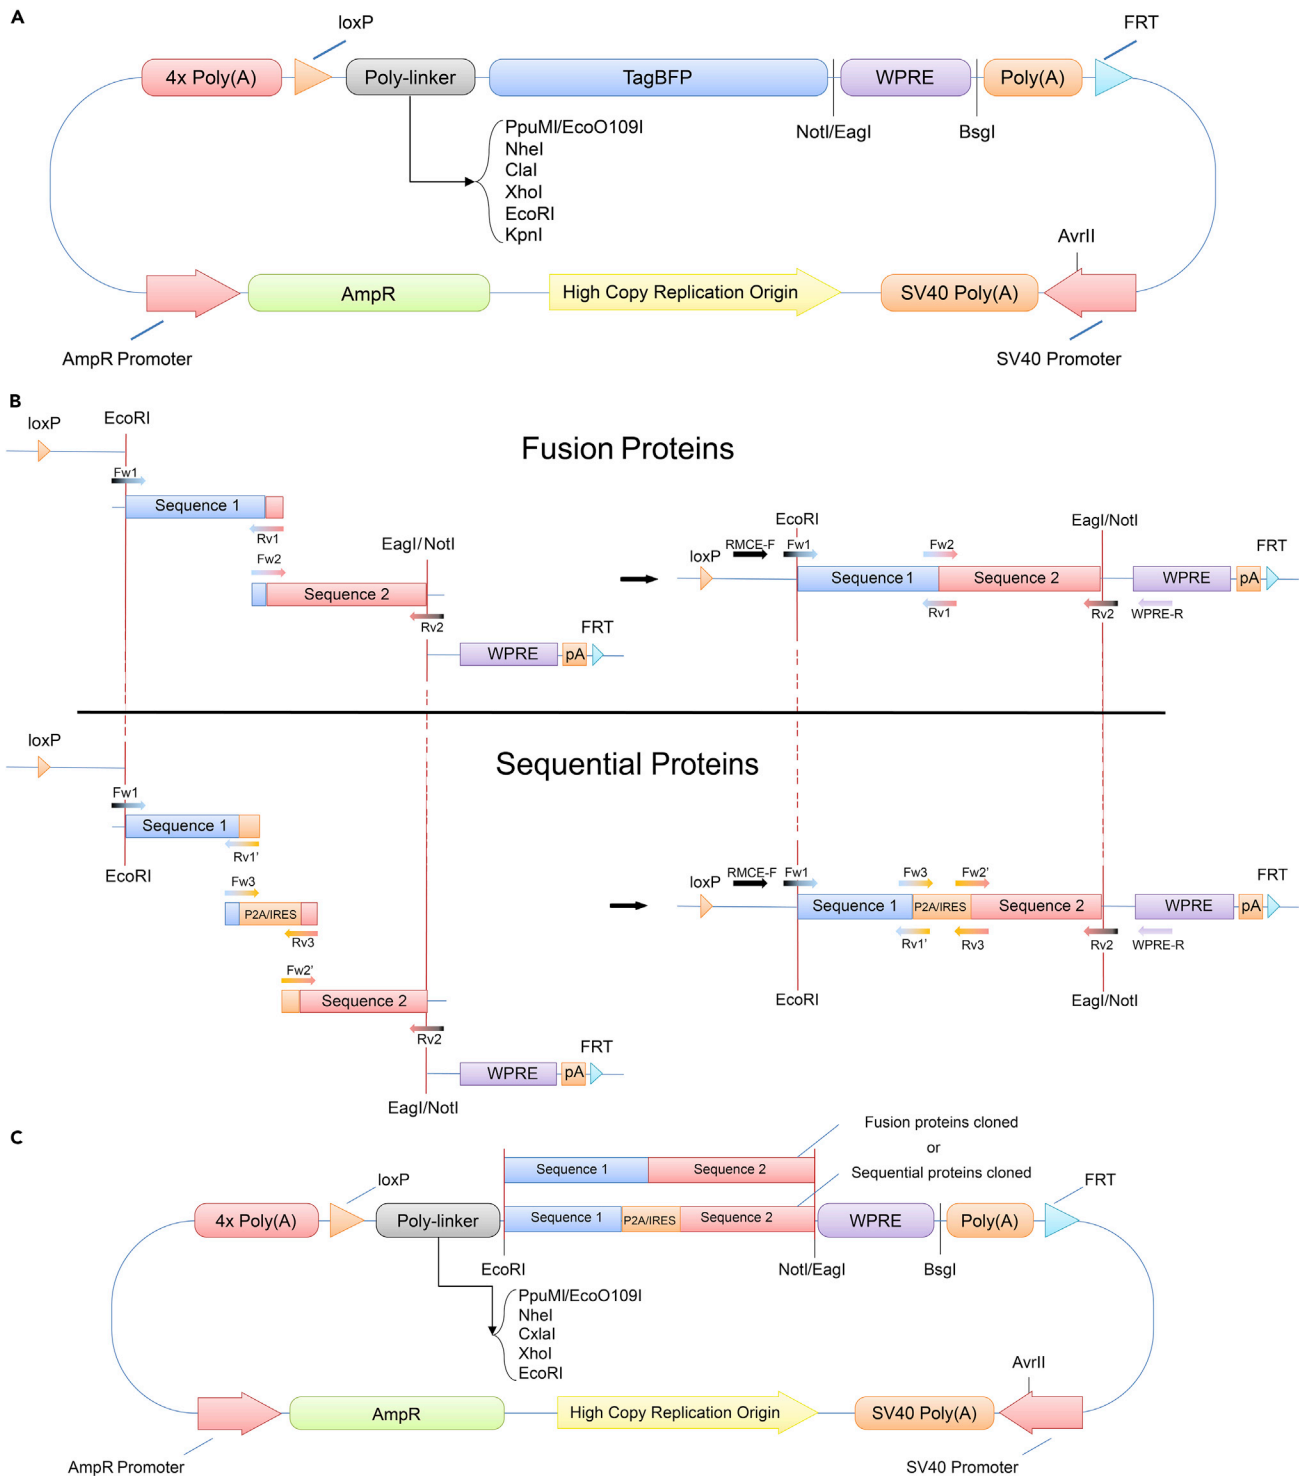 A
loxP
FRT
4x Poly(A)
Poly-linker
TagBFP
WPRE
Poly(A)
NotI/EagI
BsgI
PpuMI/EcoO109I
NheI
ClaI
XhoI
EcoRI
KpnI
AvrII
AmpR
High Copy Replication Origin
SV40 Poly(A)
AmpR Promoter
SV40 Promoter
B
EcoRI
loxP
Fusion Proteins
Fw1
Sequence 1
Rv1
Fw2
EagI/NotI
Sequence 2
Rv2
FRT
WPRE
pA
EcoRI
EagI/NotI
RMCE-F
Fw1
Fw2
FRT
loxP
Sequence 1
Sequence 2
WPRE
pA
Rv1
Rv2
WPRE-R
loxP
Sequential Proteins
Fw1
Sequence 1
Rv1'
EcoRI
Fw3
P2A/IRES
Rv3
Fw2'
Sequence 2
Rv2
FRT
WPRE
pA
EagI/NotI
RMCE-F
Fw1
Fw3
Fw2'
FRT
loxP
Sequence 1
P2A/IRES
Sequence 2
WPRE
pA
Rv1'
Rv3
Rv2
WPRE-R
EcoRI
EagI/NotI
C
Fusion proteins cloned
or
Sequential proteins cloned
Sequence 1
Sequence 2
loxP
FRT
4x Poly(A)
Poly-linker
Sequence 1
P2A/IRES
Sequence 2
WPRE
Poly(A)
EcoRI
NotI/EagI
BsgI
PpuMI/EcoO109I
NheI
CxlaI
XhoI
EcoRI
AvrII
AmpR
High Copy Replication Origin
SV40 Poly(A)
AmpR Promoter
SV40 Promoter